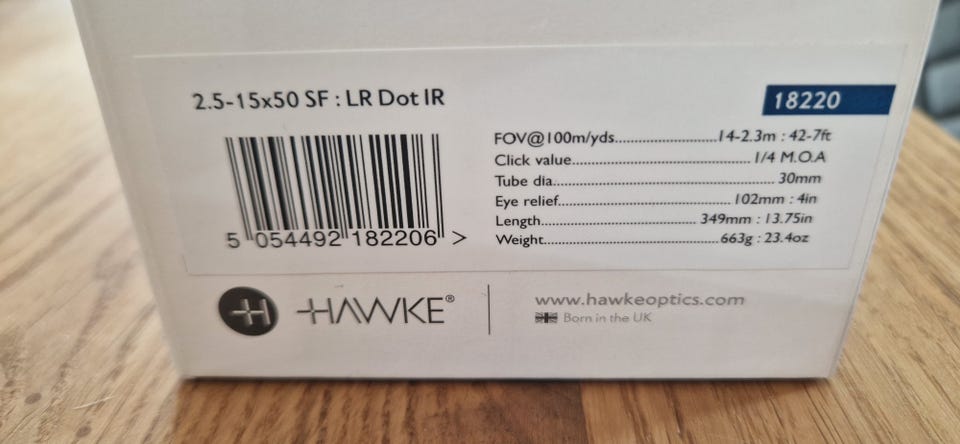 2.5-15x50 SF : LR Dot IR
18220
FOV@100m/yds..........................14-2.3m : 42-7ft
Click value.............................................. 1/4 M.O.A
Tube dia....................................................... 30mm
Eye relief......................................... 102mm : 4in
Length..................................... 349mm : 13.75in
Weight...........................................663g : 23.4oz
5 054492 182206 >
H HAWKE®
www.hawkeoptics.com
Born in the UK